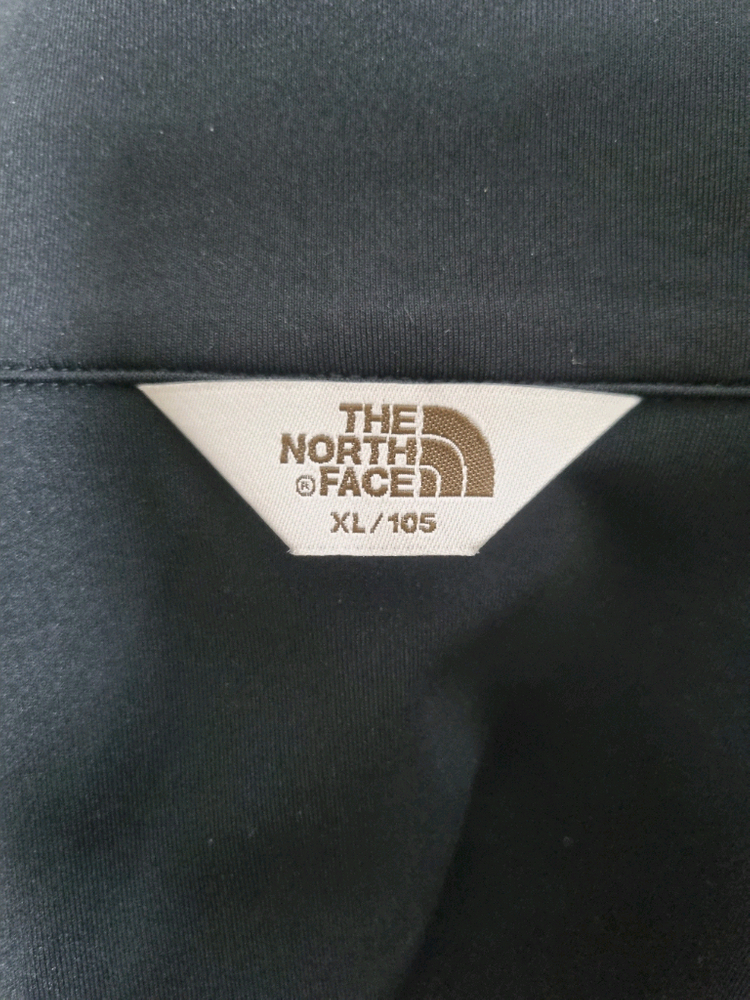 THE
NORTH
®FACE
XL/105